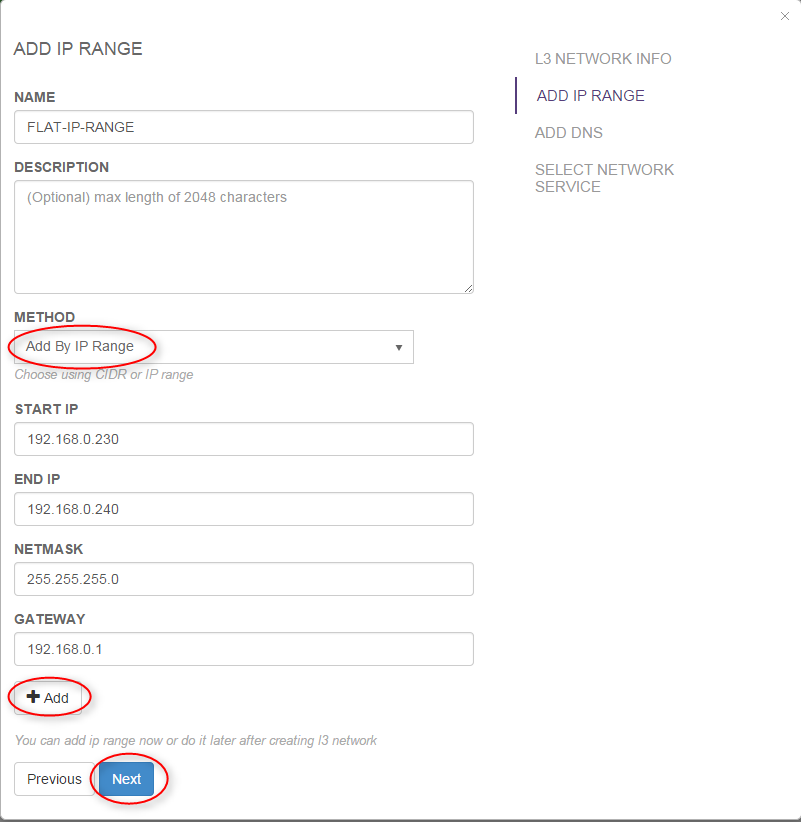 ADD IP RANGE
NAME
FLAT-IP-RANGE
DESCRIPTION
(Optional) max length of 2048 characters
METHOD
Add By IP Range
Choose using CIDR or IP range
START IP
192.168.0.230
END IP
192.168.0.240
NETMASK
255.255.255.0
GATEWAY
192.168.0.1
Add
You can add ip range now or do it later after creating l3 network
Previous Next
L3 NETWORK INFO
ADD IP RANGE
ADD DNS
SELECT NETWORK
SERVICE